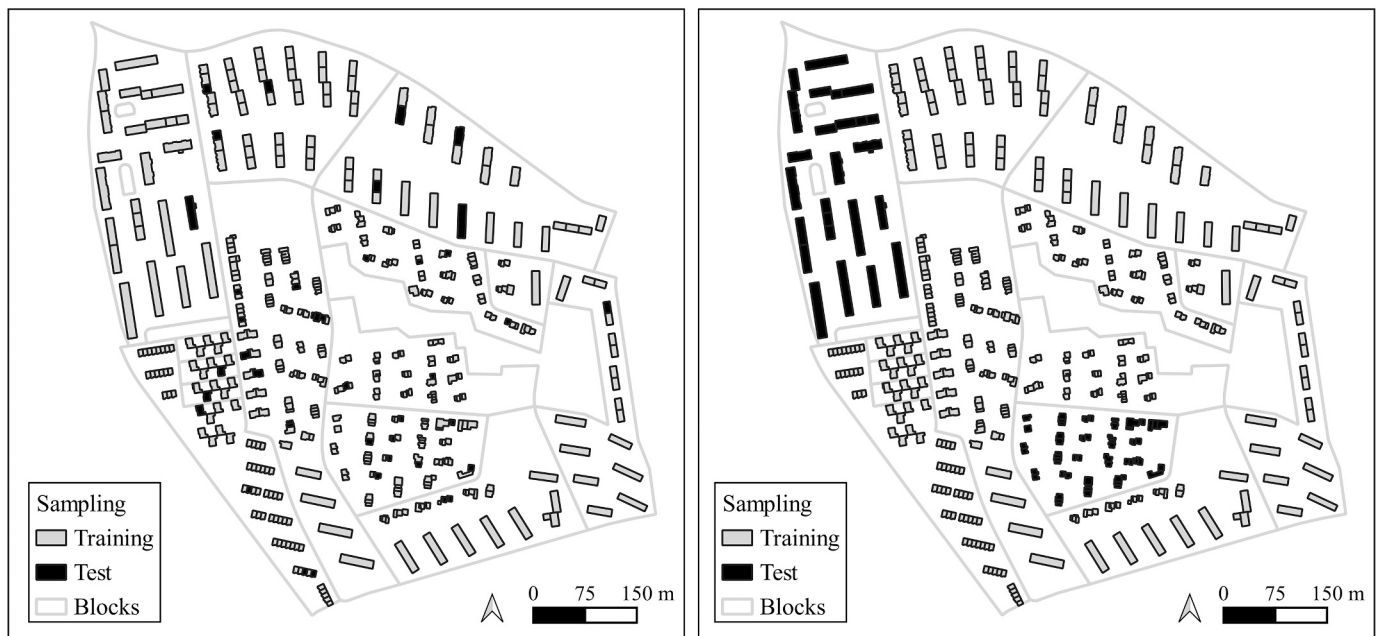 Sampling
Training
Test
Blocks
0 75 150 m
Sampling
Training
Test
Blocks
0 75 150 m